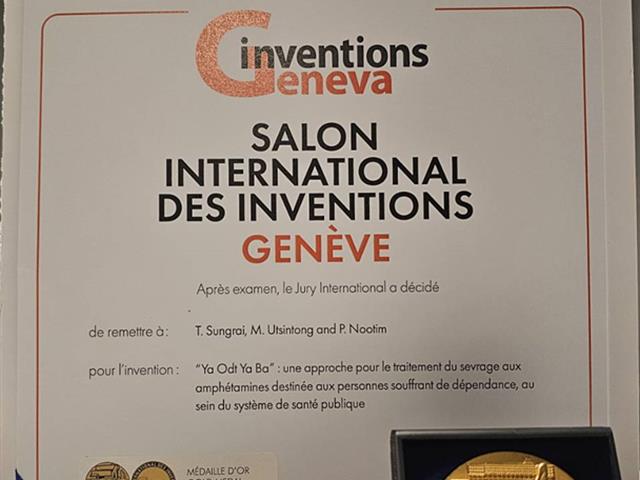 inventions
Geneva
SALON
INTERNATIONAL
DES INVENTIONS
GENÈVE
Après examen, le Jury International a décidé
de remettre à : T. Sungrai, M. Utsintong and P. Nootim
pour l'invention : “Ya Odt Ya Ba” : une approche pour le traitement du sevrage aux
amphétamines destinée aux personnes souffrant de dépendance, au
sein du système de santé publique
MÉDAILLE D'OR